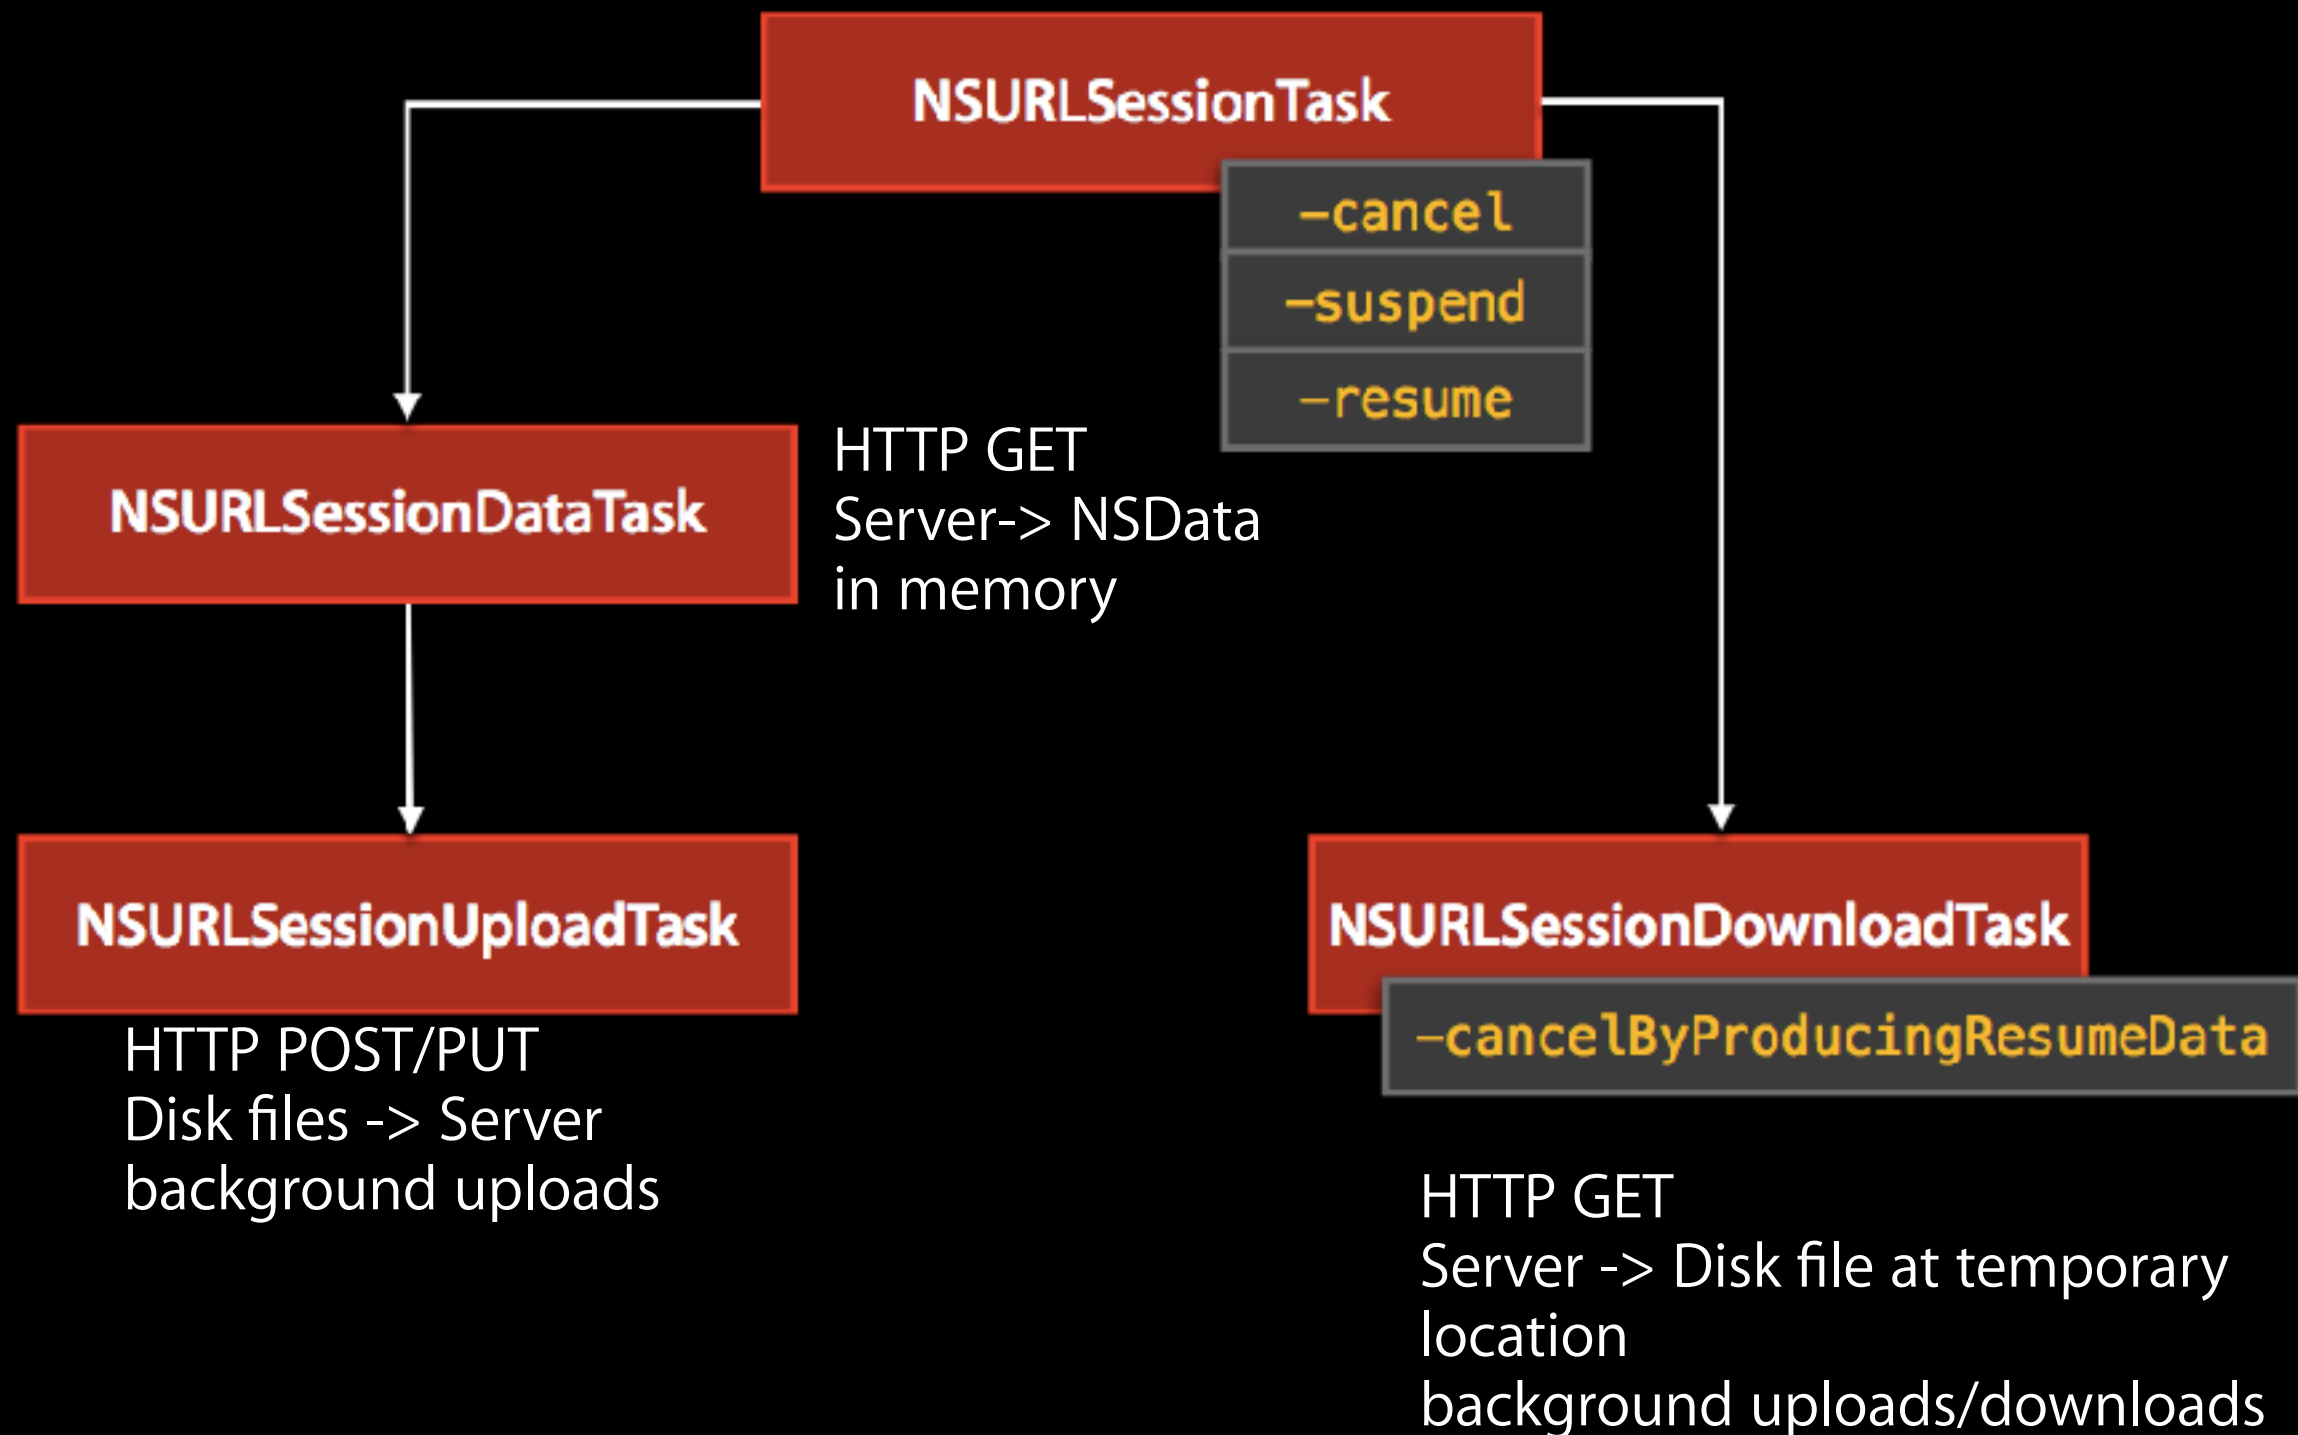 NSURLSessionTask
–cancel
–suspend
–resume
NSURLSessionDataTask
HTTP GET
Server-> NSData
in memory
NSURLSessionUploadTask
HTTP POST/PUT
Disk files -> Server
background uploads
NSURLSessionDownloadTask
–cancelByProducingResumeData
HTTP GET
Server -> Disk file at temporary
location
background uploads/downloads